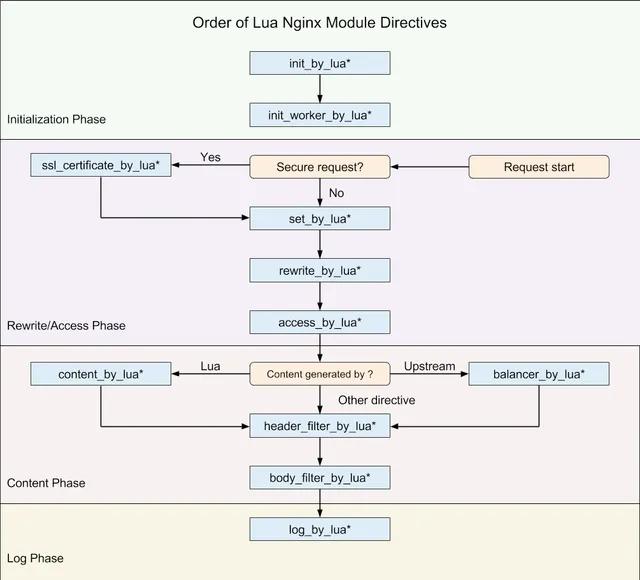 Order of Lua Nginx Module Directives
init_by_lua*
init_worker_by_lua*
Initialization Phase
ssl_certificate_by_lua*
Yes
Secure request?
Request start
No
set_by_lua*
rewrite_by_lua*
access_by_lua*
Rewrite/Access Phase
content_by_lua*
Lua
Content generated by ?
Upstream
balancer_by_lua*
Other directive
header_filter_by_lua*
body_filter_by_lua*
Content Phase
log_by_lua*
Log Phase